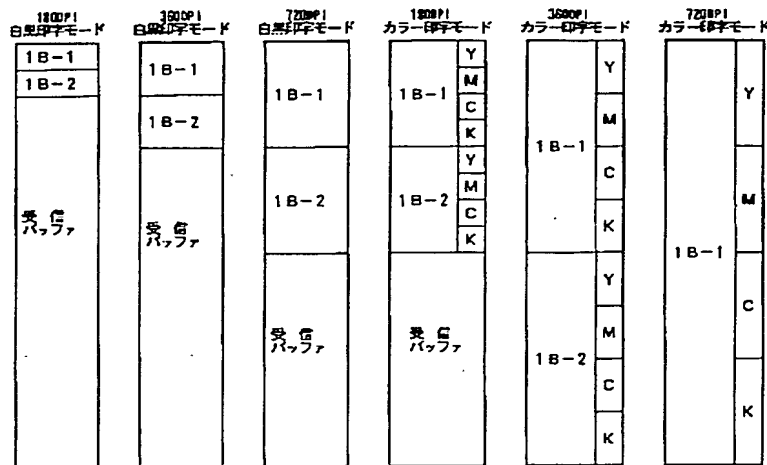 180DPI
白黒印字モード
1B-1
1B-2
受信
バッファ
360DPI
白黒印字モード
1B-1
1B-2
受信
バッファ
720DPI
白黒印字モード
1B-1
1B-2
受信
バッファ
180DPI
カラー印字モード
1B-1
Y
M
C
K
1B-2
Y
M
C
K
受信
バッファ
360DPI
カラー印字モード
1B-1
Y
M
C
K
1B-2
Y
M
C
K
720DPI
カラー印字モード
1B-1
Y
M
C
K